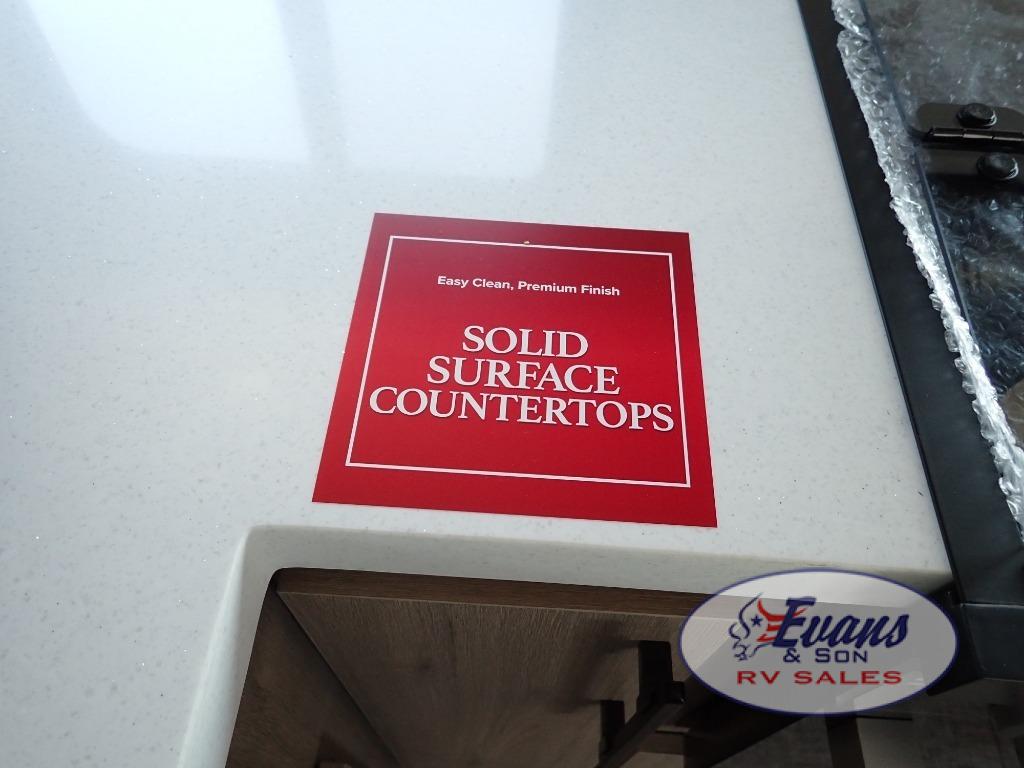 Easy Clean, Premium Finish
SOLID
SURFACE
COUNTERTOPS
Evans
& SON
RV SALES